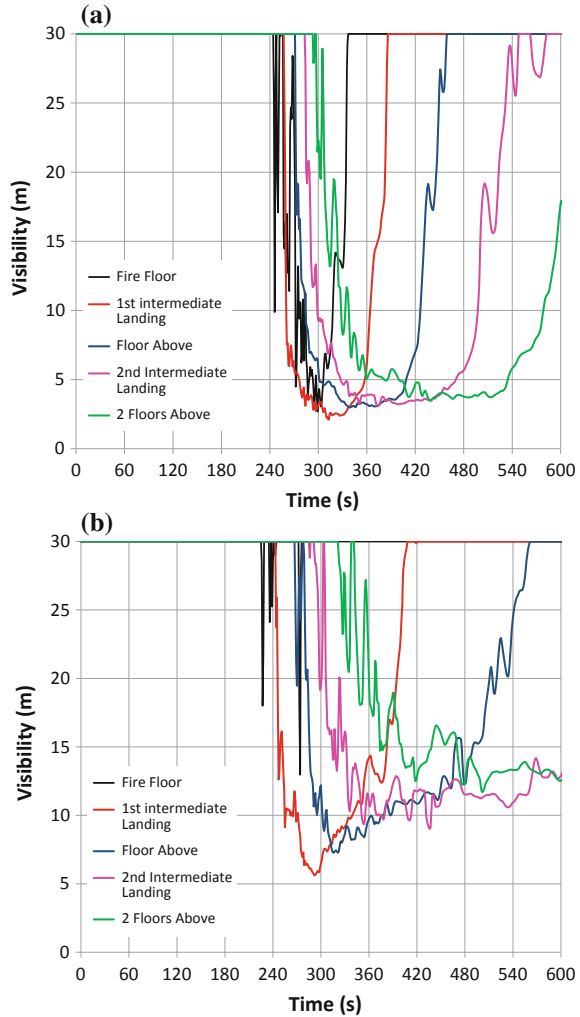 (a)
30
25
20
15
10
5
0
Visibility (m)
Fire Floor
1st intermediate
Landing
Floor Above
2nd Intermediate
Landing
2 Floors Above
0 60 120 180 240 300 360 420 480 540 600
Time (s)
(b)
30
25
20
15
10
5
0
Visibility (m)
Fire Floor
1st intermediate
Landing
Floor Above
2nd Intermediate
Landing
2 Floors Above
0 60 120 180 240 300 360 420 480 540 600
Time (s)